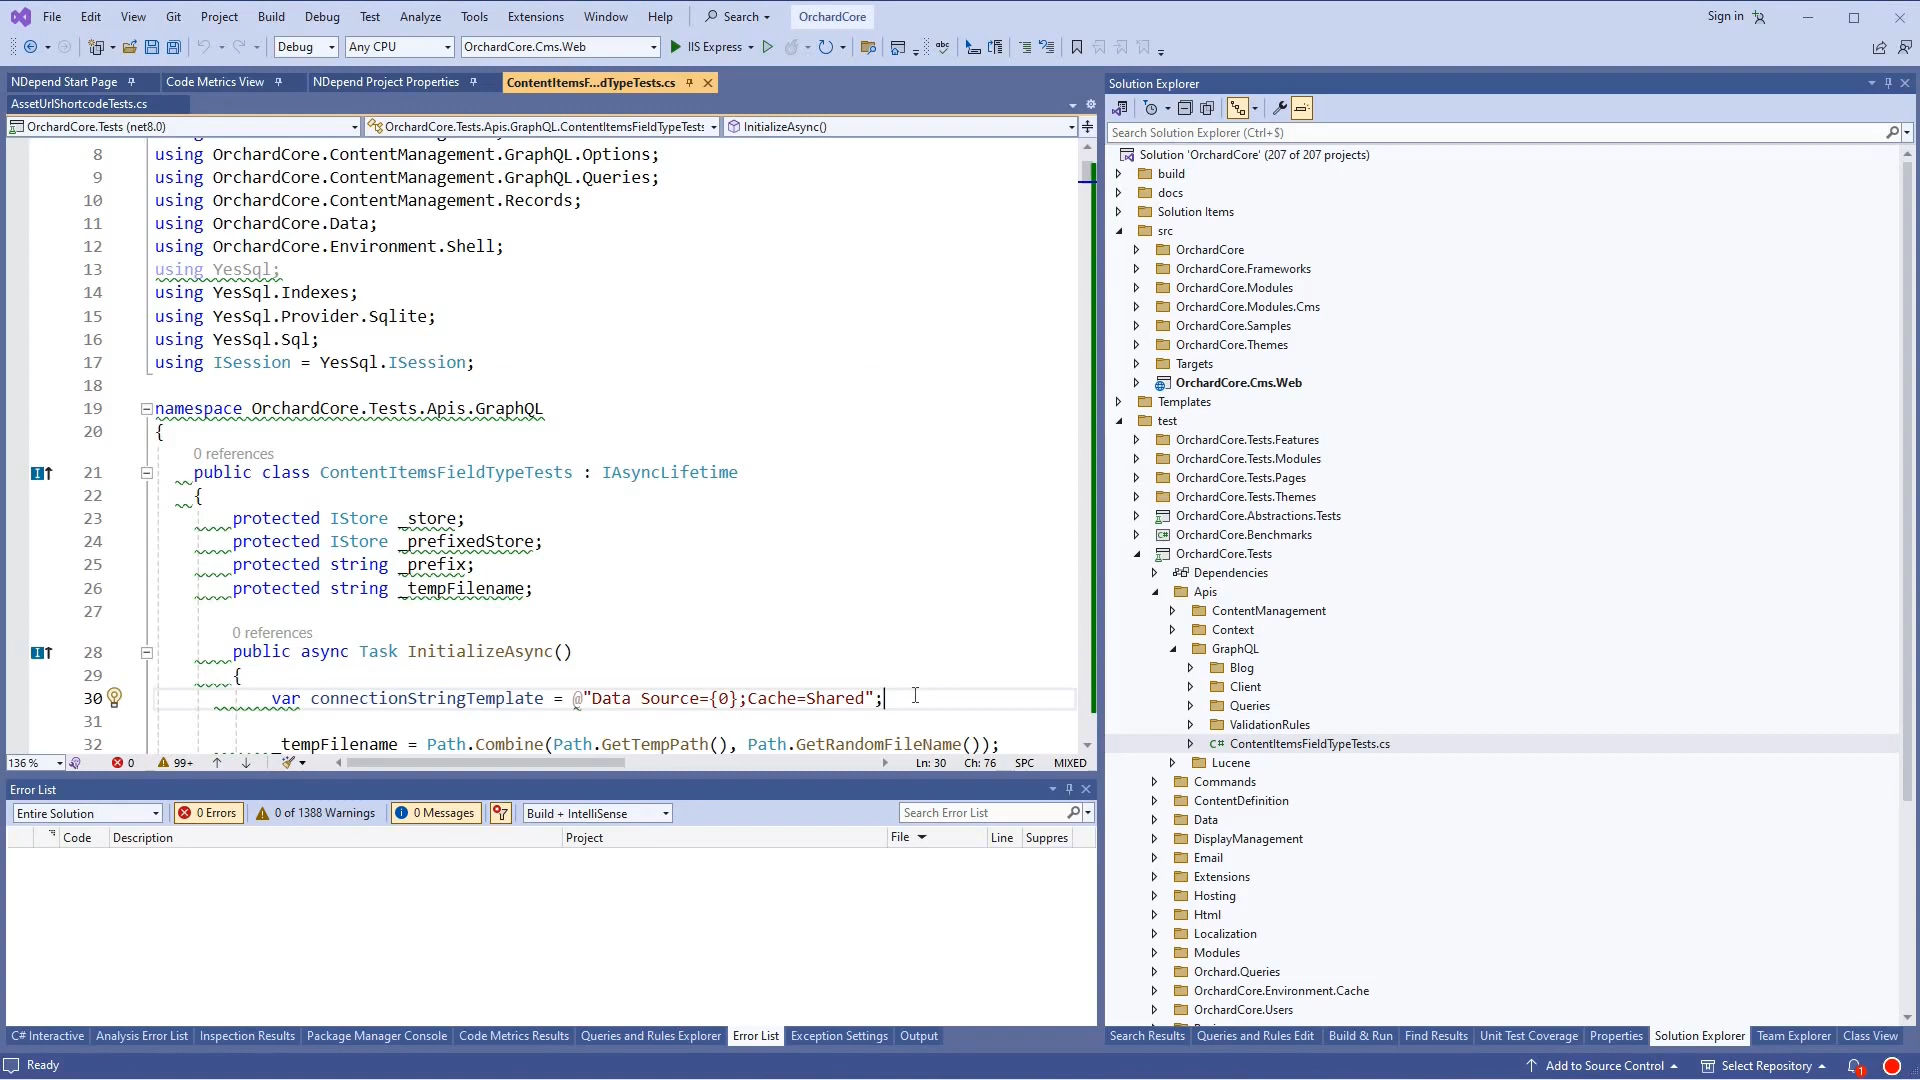 File Edit View Git Project Build Debug Test Analyze Tools Extensions Window Help Search OrchardCore Sign in
Debug Any CPU OrchardCore.Cms.Web IIS Express
NDepend Start Page Code Metrics View NDepend Project Properties ContentItemsF...dTypeTests.cs
AssetUrlShortcodeTests.cs
OrchardCore.Tests (net8.0) OrchardCore.Tests.Apis.GraphQL.ContentItemsFieldTypeTests InitializeAsync()
8 using OrchardCore.ContentManagement.GraphQL.Options;
9 using OrchardCore.ContentManagement.GraphQL.Queries;
10 using OrchardCore.ContentManagement.Records;
11 using OrchardCore.Data;
12 using OrchardCore.Environment.Shell;
13 using YesSql;
14 using YesSql.Indexes;
15 using YesSql.Provider.Sqlite;
16 using YesSql.Sql;
17 using ISession = YesSql.ISession;
18
19 namespace OrchardCore.Tests.Apis.GraphQL
20 {
0 references
21 public class ContentItemsFieldTypeTests : IAsyncLifetime
22 {
23 protected IStore _store;
24 protected IStore _prefixedStore;
25 protected string _prefix;
26 protected string _tempFilename;
27
0 references
28 public async Task InitializeAsync()
29 {
30 var connectionStringTemplate = @"Data Source={0};Cache=Shared";
31
32 _tempFilename = Path.Combine(Path.GetTempPath(), Path.GetRandomFileName());
136 % 0 99+ Ln: 30 Ch: 76 SPC MIXED
Error List
Entire Solution 0 Errors 0 of 1388 Warnings 0 Messages Build + IntelliSense Search Error List
Code Description Project File Line Suppres
C# Interactive Analysis Error List Inspection Results Package Manager Console Code Metrics Results Queries and Rules Explorer Error List Exception Settings Output
Solution Explorer
Search Solution Explorer (Ctrl+$)
Solution 'OrchardCore' (207 of 207 projects)
build
docs
Solution Items
src
OrchardCore
OrchardCore.Frameworks
OrchardCore.Modules
OrchardCore.Modules.Cms
OrchardCore.Samples
OrchardCore.Themes
Targets
OrchardCore.Cms.Web
Templates
test
OrchardCore.Tests.Features
OrchardCore.Tests.Modules
OrchardCore.Tests.Pages
OrchardCore.Tests.Themes
OrchardCore.Abstractions.Tests
C# OrchardCore.Benchmarks
OrchardCore.Tests
Dependencies
Apis
ContentManagement
Context
GraphQL
Blog
Client
Queries
ValidationRules
C# ContentItemsFieldTypeTests.cs
Lucene
Commands
ContentDefinition
Data
DisplayManagement
Email
Extensions
Hosting
Html
Localization
Modules
Orchard.Queries
OrchardCore.Environment.Cache
OrchardCore.Users
Search Results Queries and Rules Edit Build & Run Find Results Unit Test Coverage Properties Solution Explorer Team Explorer Class View
Ready Add to Source Control Select Repository 1